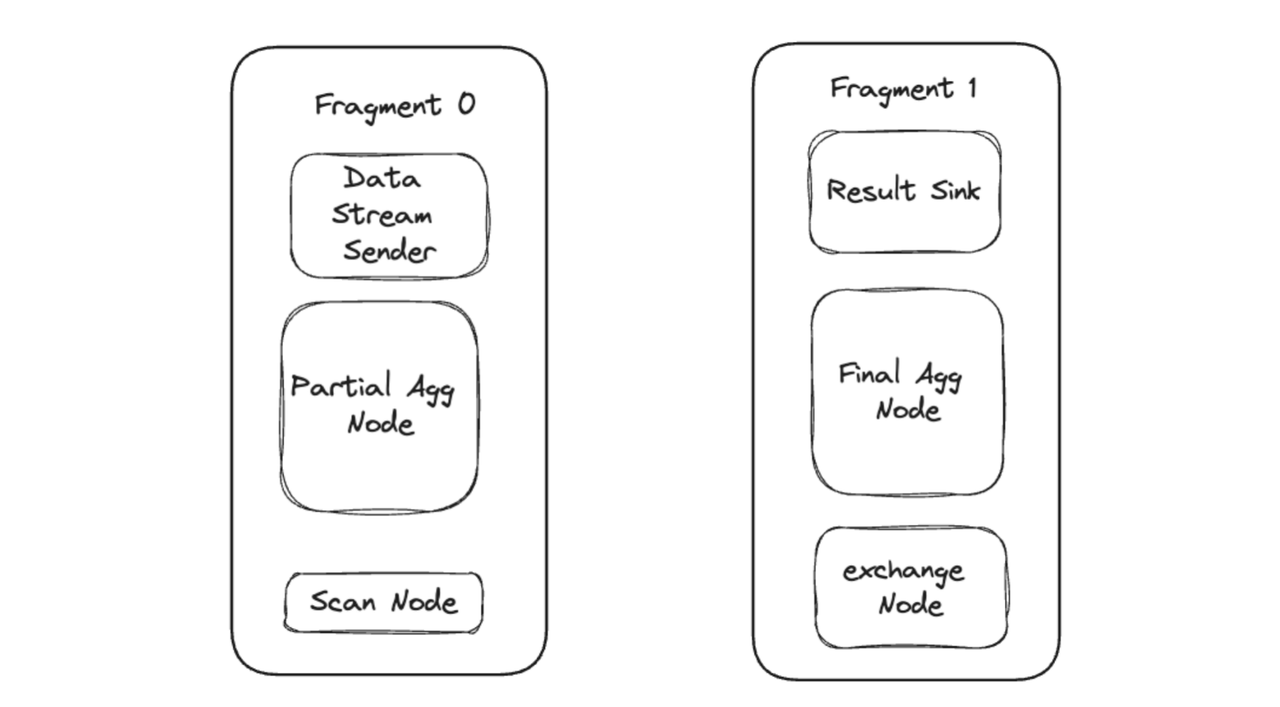 Fragment 0
Data
Stream
Sender
Partial Agg
Node
Scan Node
Fragment 1
Result Sink
Final Agg
Node
exchange
Node